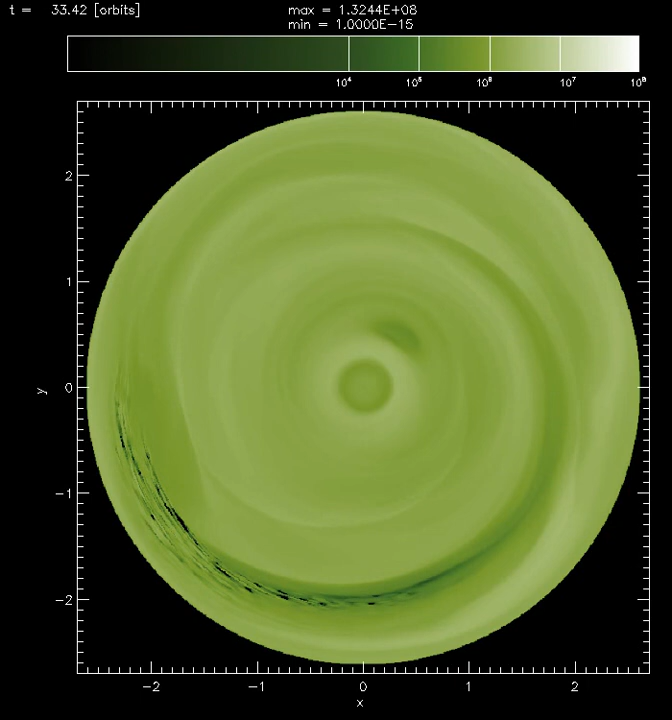 t = 33.42 [orbits]
max = 1.3244E+08
min = 1.0000E-15
10⁴ 10⁵ 10⁶ 10⁷ 10⁸
2
1
0
y
−1
−2
−2 −1 0 1 2
x